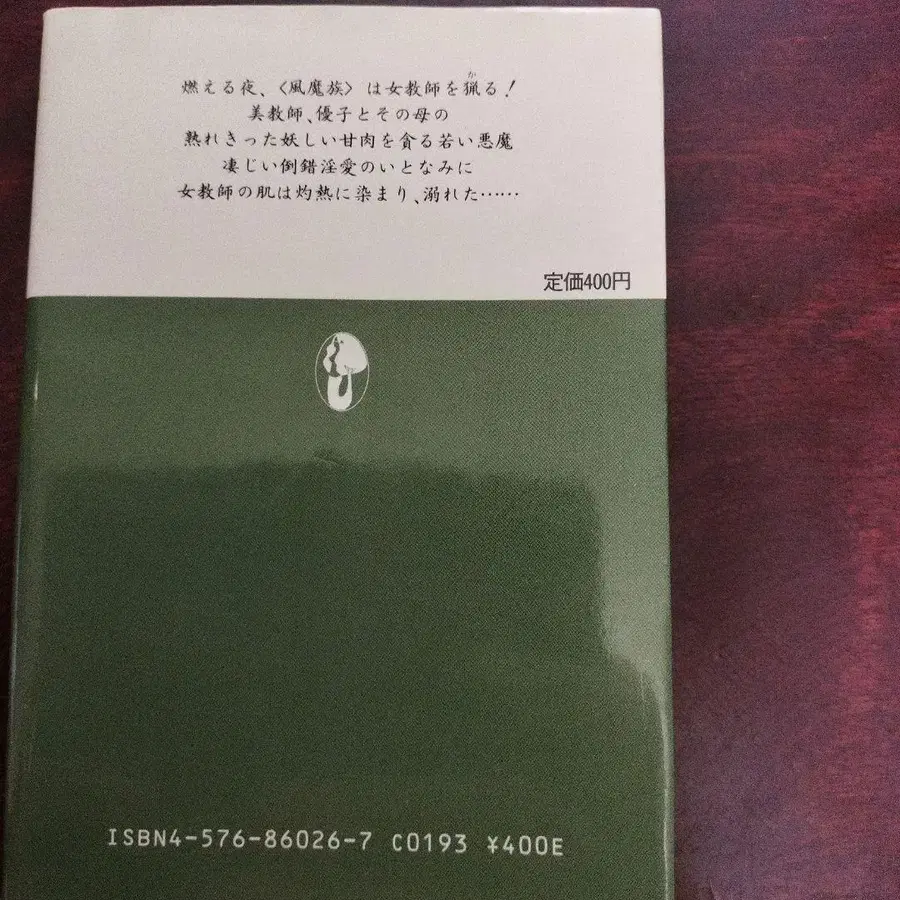 燃える夜、〈風魔族〉は女教師を猟る!
美教師、優子とその母の
熟れきった妖しい甘肉を貪る若い悪魔
凄じい倒錯淫愛のいとなみに
女教師の肌は灼熱に染まり、溺れた……
定価400円
ISBN4-576-86026-7 C0193 ¥400E